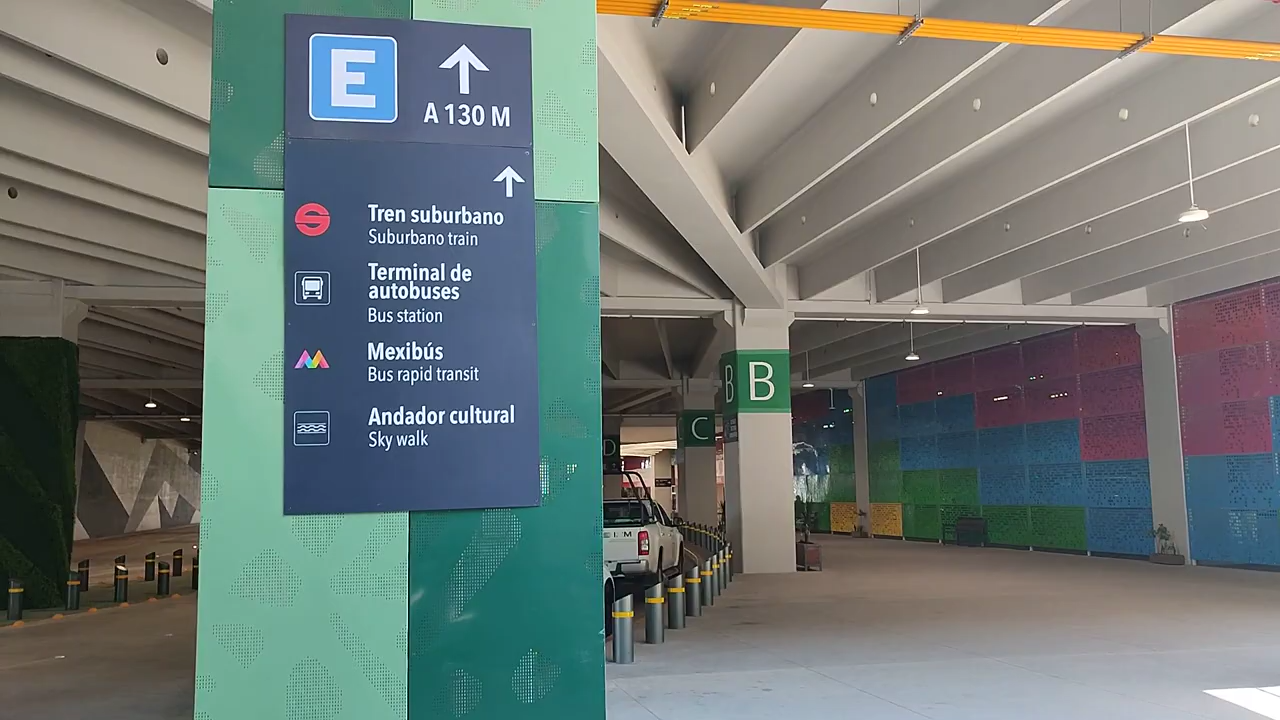 E
A 130 M
Tren suburbano
Suburbano train
Terminal de
autobuses
Bus station
Mexibús
Bus rapid transit
Andador cultural
Sky walk
B
B
C
D